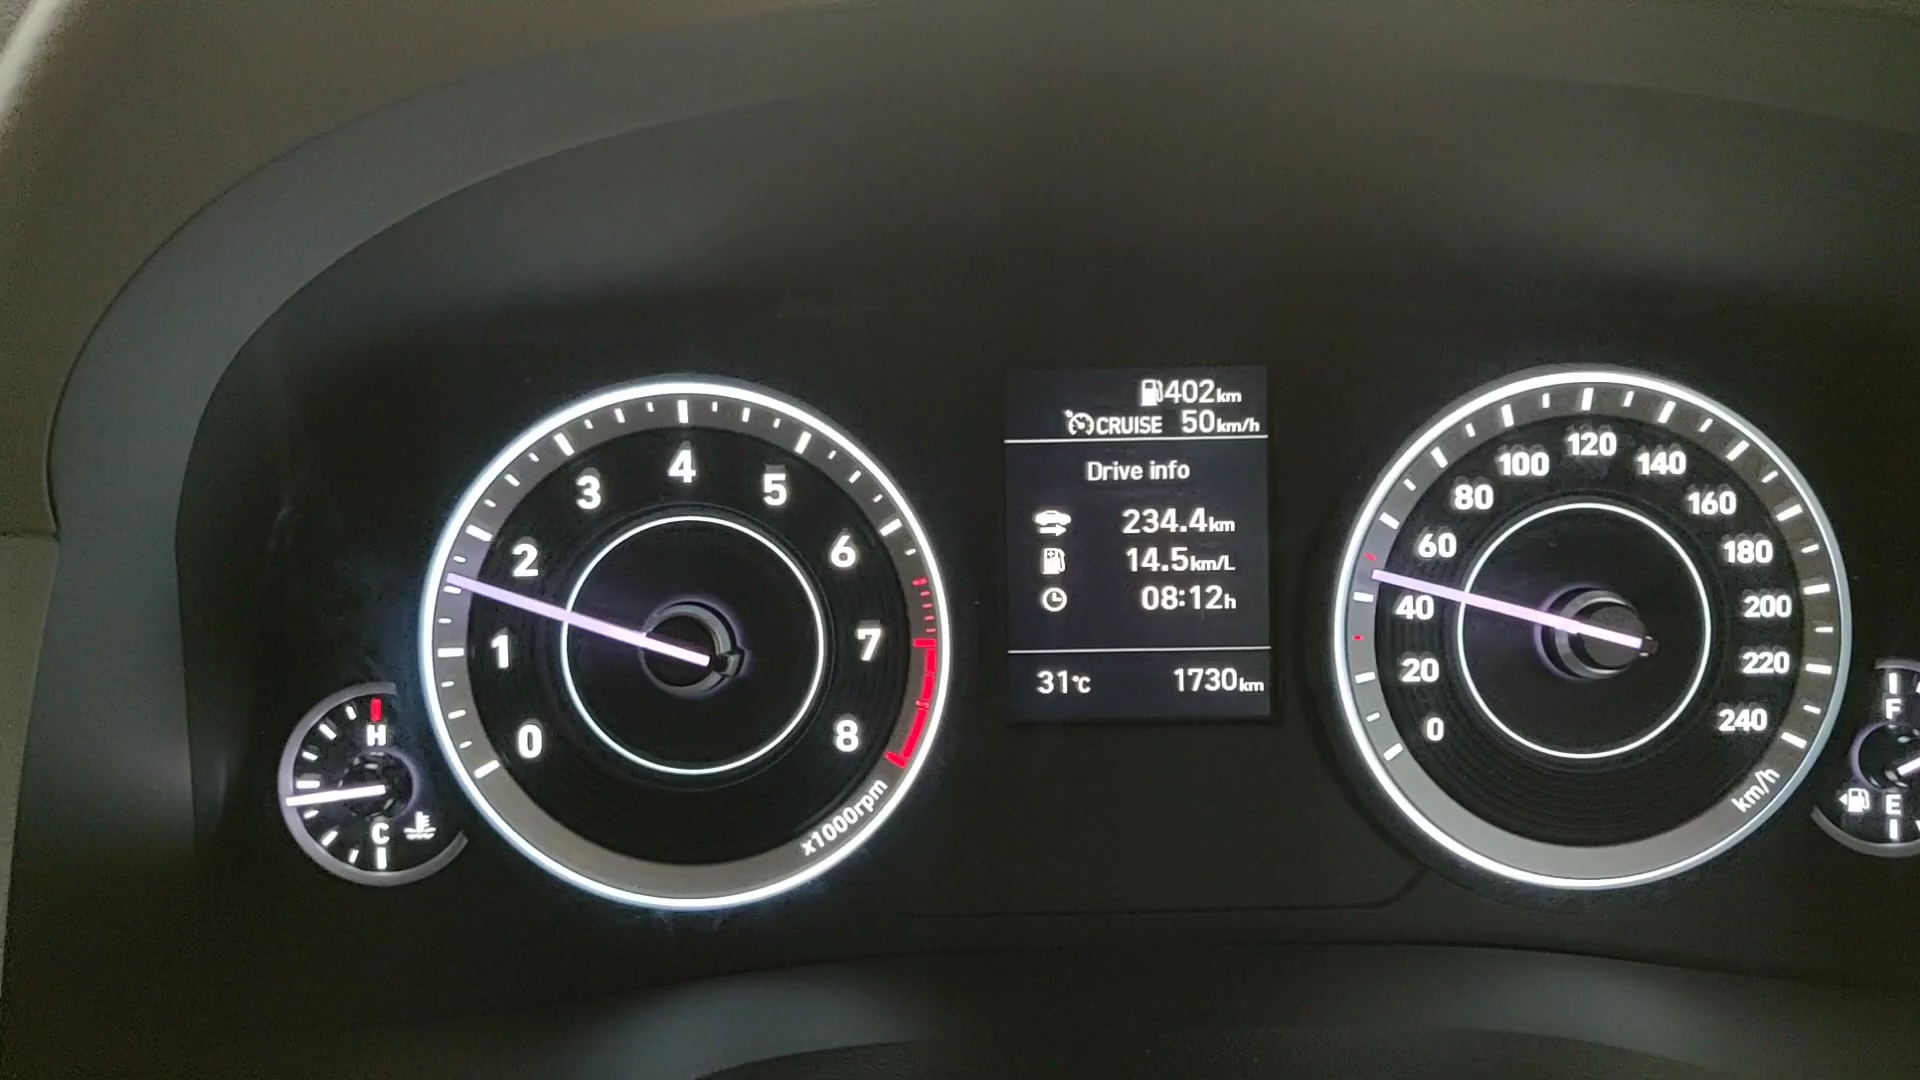 402km
CRUISE 50km/h
Drive info
234.4km
14.5km/L
08:12h
31℃ 1730km
0
1
2
3
4
5
6
7
8
x1000rpm
0
20
40
60
80
100
120
140
160
180
200
220
240
km/h
H
C
F
E